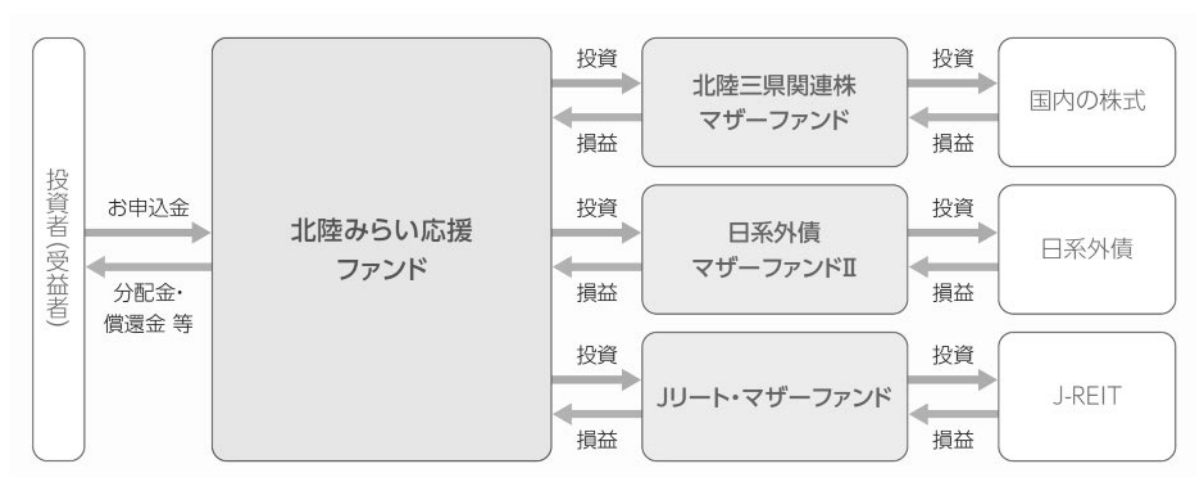 投資者(受益者)
お申込金
分配金・
償還金 等
北陸みらい応援
ファンド
投資
損益
北陸三県関連株
マザーファンド
投資
損益
国内の株式
投資
損益
日系外債
マザーファンドⅡ
投資
損益
日系外債
投資
損益
Jリート・マザーファンド
投資
損益
J-REIT